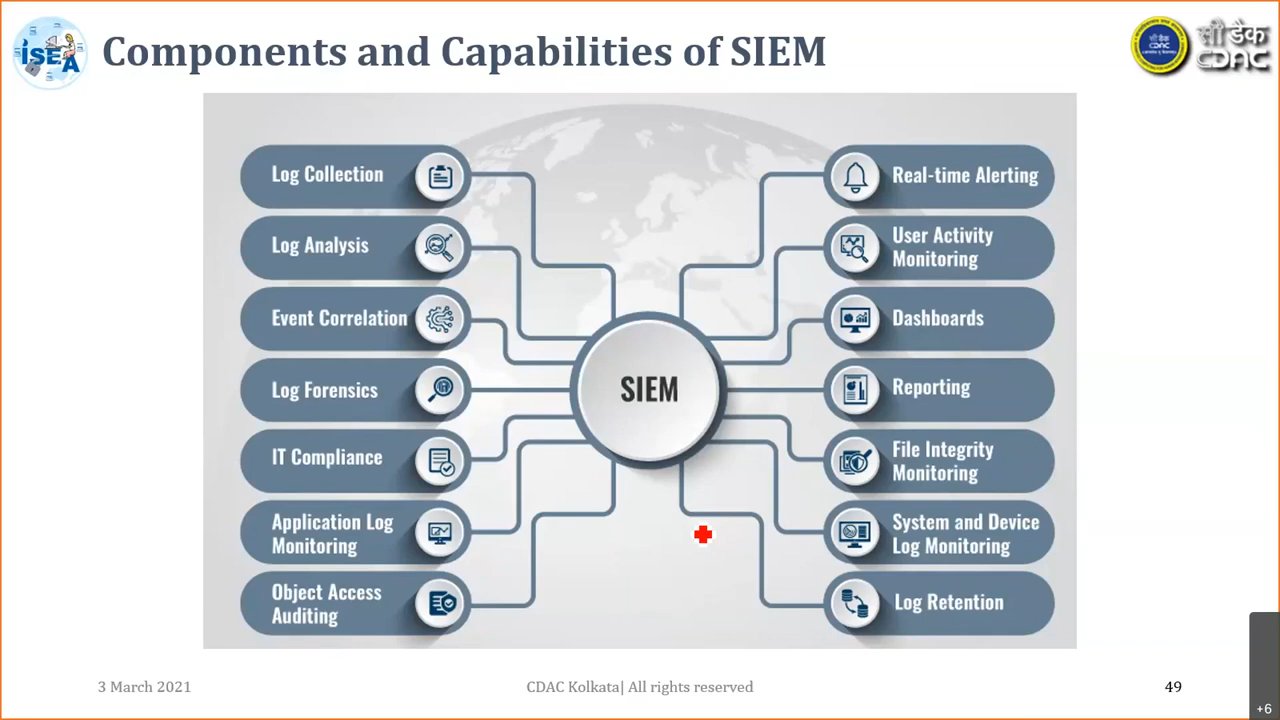 ISEA
Components and Capabilities of SIEM
सी डैक
CDAC
Log Collection
Log Analysis
Event Correlation
Log Forensics
IT Compliance
Application Log
Monitoring
Object Access
Auditing
SIEM
Real-time Alerting
User Activity
Monitoring
Dashboards
Reporting
File Integrity
Monitoring
System and Device
Log Monitoring
Log Retention
3 March 2021
CDAC Kolkata| All rights reserved
49
+6